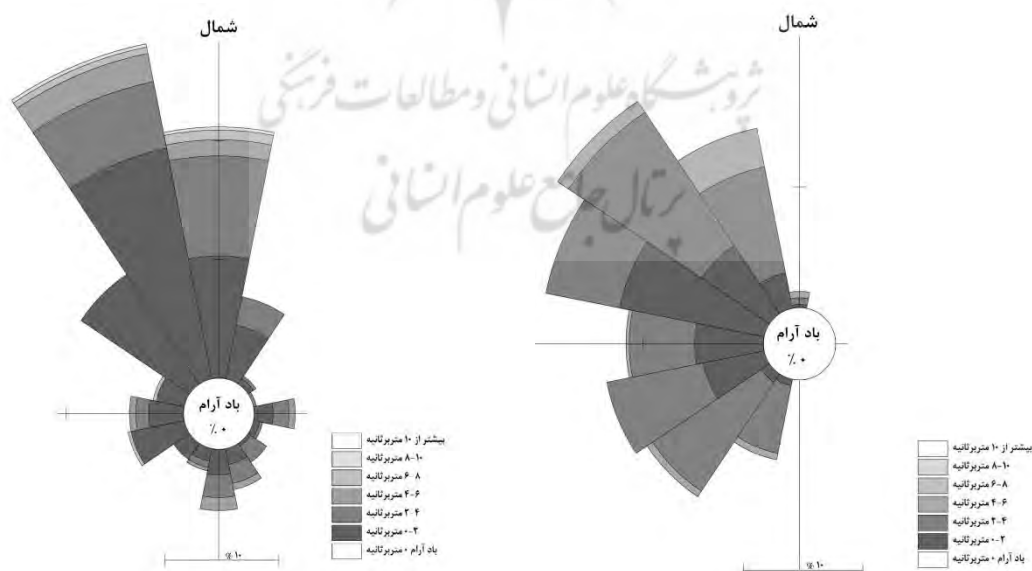 شمال
شمال
پژوهشگاه علوم انسانی و مطالعات فرهنگی
پرتال جامع علوم انسانی
باد آرام
٪ ۰
باد آرام
٪ ۰
بیشتر از ۱۰ متربرثانیه
۸-۱۰ متربرثانیه
۶-۸ متربرثانیه
۴-۶ متربرثانیه
۲-۴ متربرثانیه
۰-۲ متربرثانیه
باد آرام ۰ متربرثانیه
٪ ۱۰
بیشتر از ۱۰ متربرثانیه
۸-۱۰ متربرثانیه
۶-۸ متربرثانیه
۴-۶ متربرثانیه
۲-۴ متربرثانیه
۰-۲ متربرثانیه
باد آرام ۰ متربرثانیه
٪ ۱۰